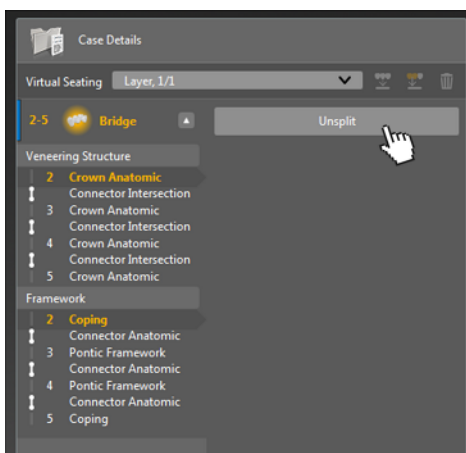 Case Details
Virtual Seating Layer, 1/1
2-5 Bridge Unsplit
Veneering Structure
2 Crown Anatomic
Connector Intersection
3 Crown Anatomic
Connector Intersection
4 Crown Anatomic
Connector Intersection
5 Crown Anatomic
Framework
2 Coping
Connector Anatomic
3 Pontic Framework
Connector Anatomic
4 Pontic Framework
Connector Anatomic
5 Coping